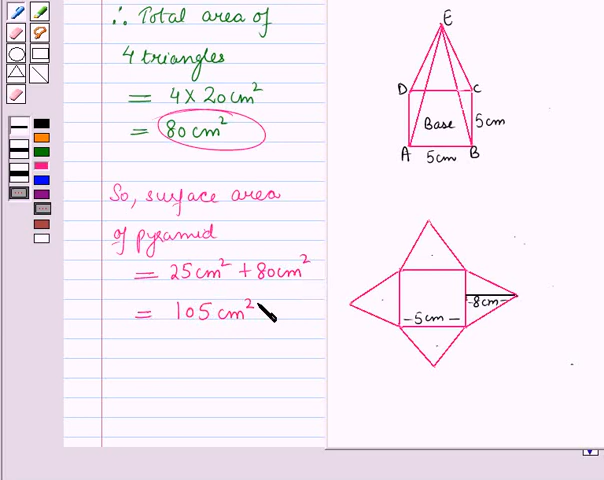 ∴ Total area of
4 triangles
= 4 × 20 cm²
= 80 cm²
So, surface area
of pyramid
= 25 cm² + 80 cm²
= 105 cm²
E
D
C
Base
5cm
A
5cm
B
-5cm-
-8cm-